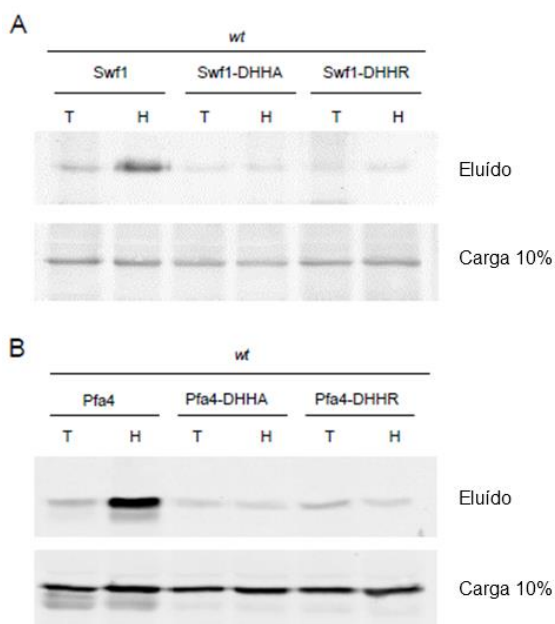 A
wt
Swf1 Swf1-DHHA Swf1-DHHR
T H T H T H
Eluído
Carga 10%
B
wt
Pfa4 Pfa4-DHHA Pfa4-DHHR
T H T H T H
Eluído
Carga 10%